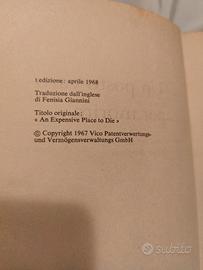 1 edizione: aprile 1968
Traduzione dall'inglese
di Fenisia Giannini
Titolo originale:
« An Expensive Place to Die »
© Copyright 1967 Vico Patentverwertungs-
und Vermögensverwaltungs GmbH
subito